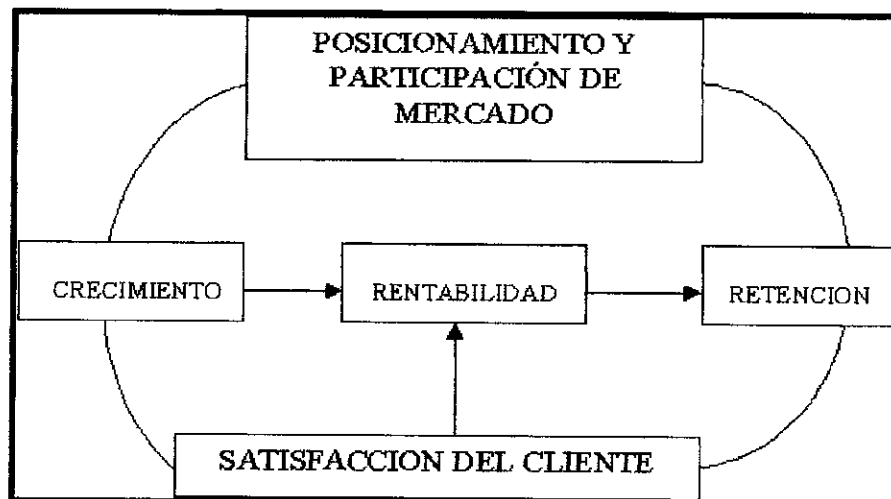 POSICIONAMIENTO Y
PARTICIPACIÓN DE
MERCADO
CRECIMIENTO
RENTABILIDAD
RETENCION
SATISFACCION DEL CLIENTE